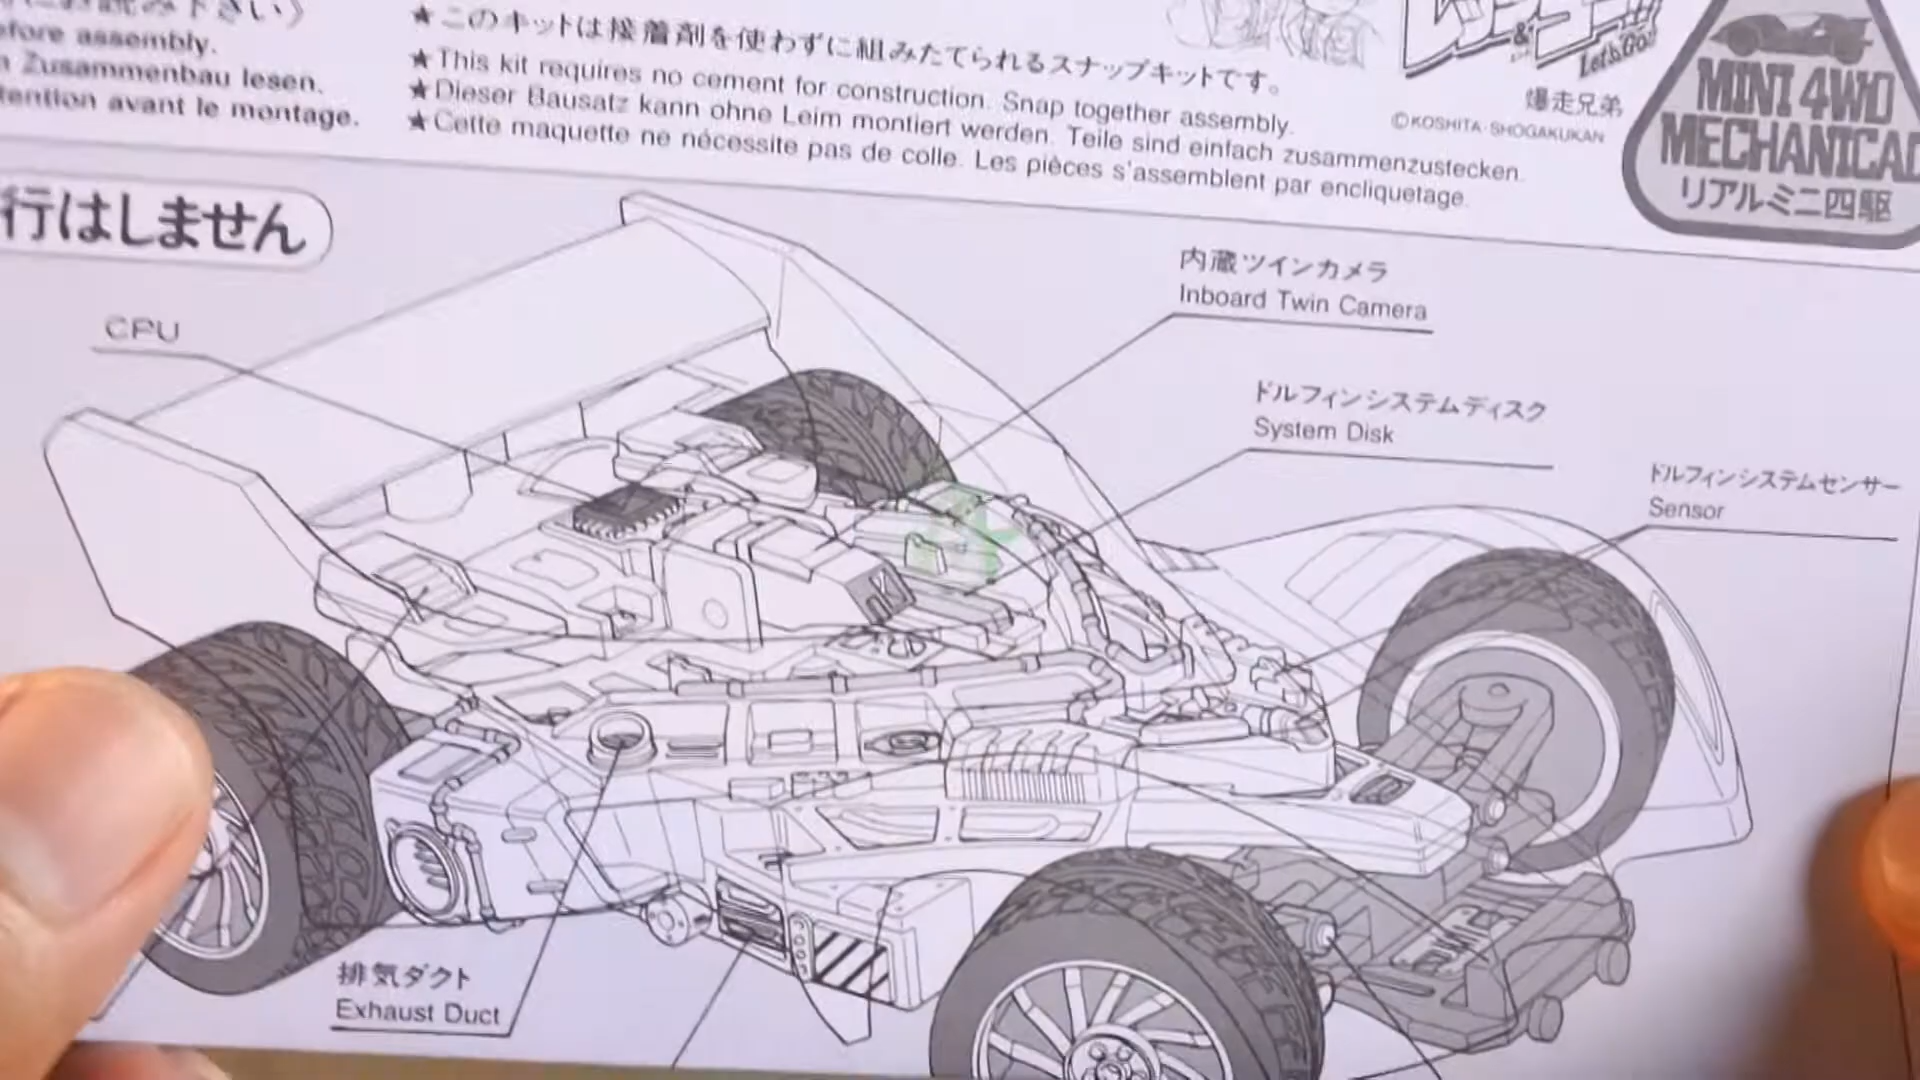 before assembly.
Zusammenbau lesen.
attention avant le montage.
★このキットは接着剤を使わずに組みたてられるスナップキットです。
★This kit requires no cement for construction. Snap together assembly.
★Dieser Bausatz kann ohne Leim montiert werden. Teile sind einfach zusammenzustecken.
★Cette maquette ne nécessite pas de colle. Les pièces s'assemblent par encliquetage.
Let's Go!!
爆走兄弟
©KOSHITA·SHOGAKUKAN
MINI 4WD
MECHANICAL
リアルミニ四駆
行はしません
CPU
内蔵ツインカメラ
Inboard Twin Camera
ドルフィンシステムディスク
System Disk
ドルフィンシステムセンサー
Sensor
排気ダクト
Exhaust Duct